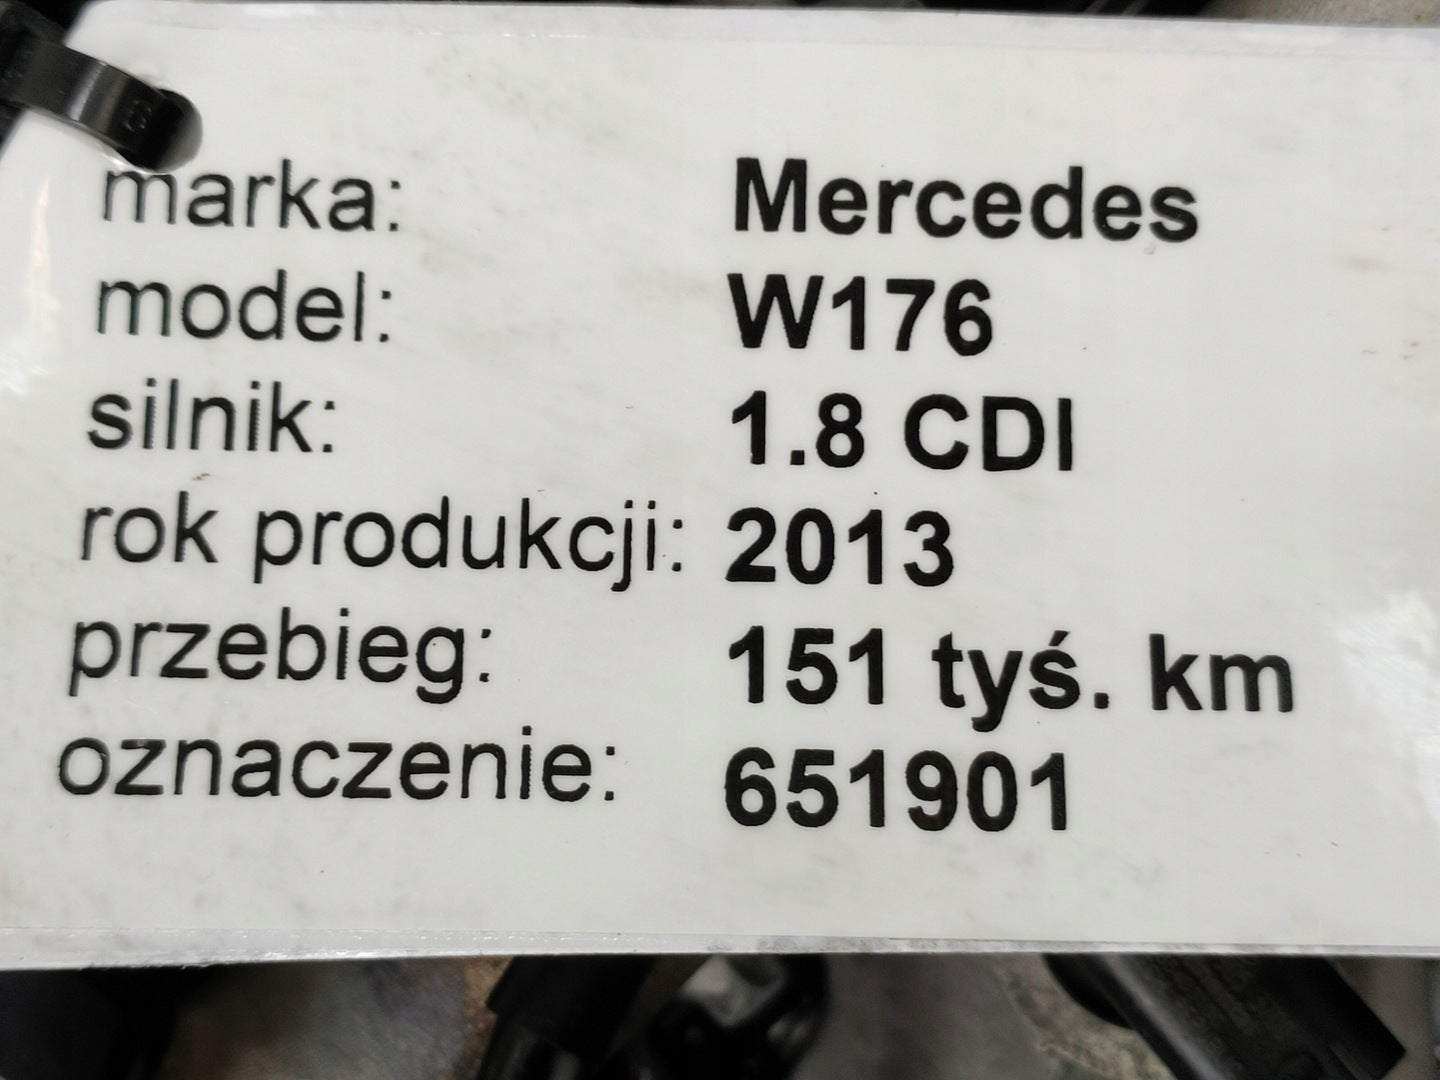 marka: Mercedes
model: W176
silnik: 1.8 CDI
rok produkcji: 2013
przebieg: 151 tyś. km
oznaczenie: 651901